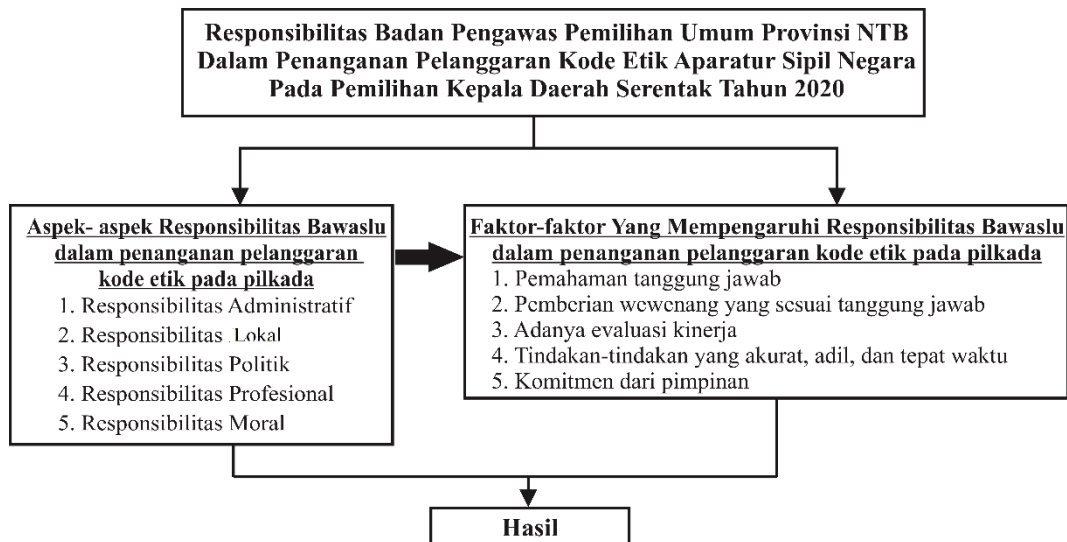 Responsibilitas Badan Pengawas Pemilihan Umum Provinsi NTB
Dalam Penanganan Pelanggaran Kode Etik Aparatur Sipil Negara
Pada Pemilihan Kepala Daerah Serentak Tahun 2020
Aspek- aspek Responsibilitas Bawaslu
dalam penanganan pelanggaran
kode etik pada pilkada
1. Responsibilitas Administratif
2. Responsibilitas Lokal
3. Responsibilitas Politik
4. Responsibilitas Profesional
5. Responsibilitas Moral
Faktor-faktor Yang Mempengaruhi Responsibilitas Bawaslu
dalam penanganan pelanggaran kode etik pada pilkada
1. Pemahaman tanggung jawab
2. Pemberian wewenang yang sesuai tanggung jawab
3. Adanya evaluasi kinerja
4. Tindakan-tindakan yang akurat, adil, dan tepat waktu
5. Komitmen dari pimpinan
Hasil